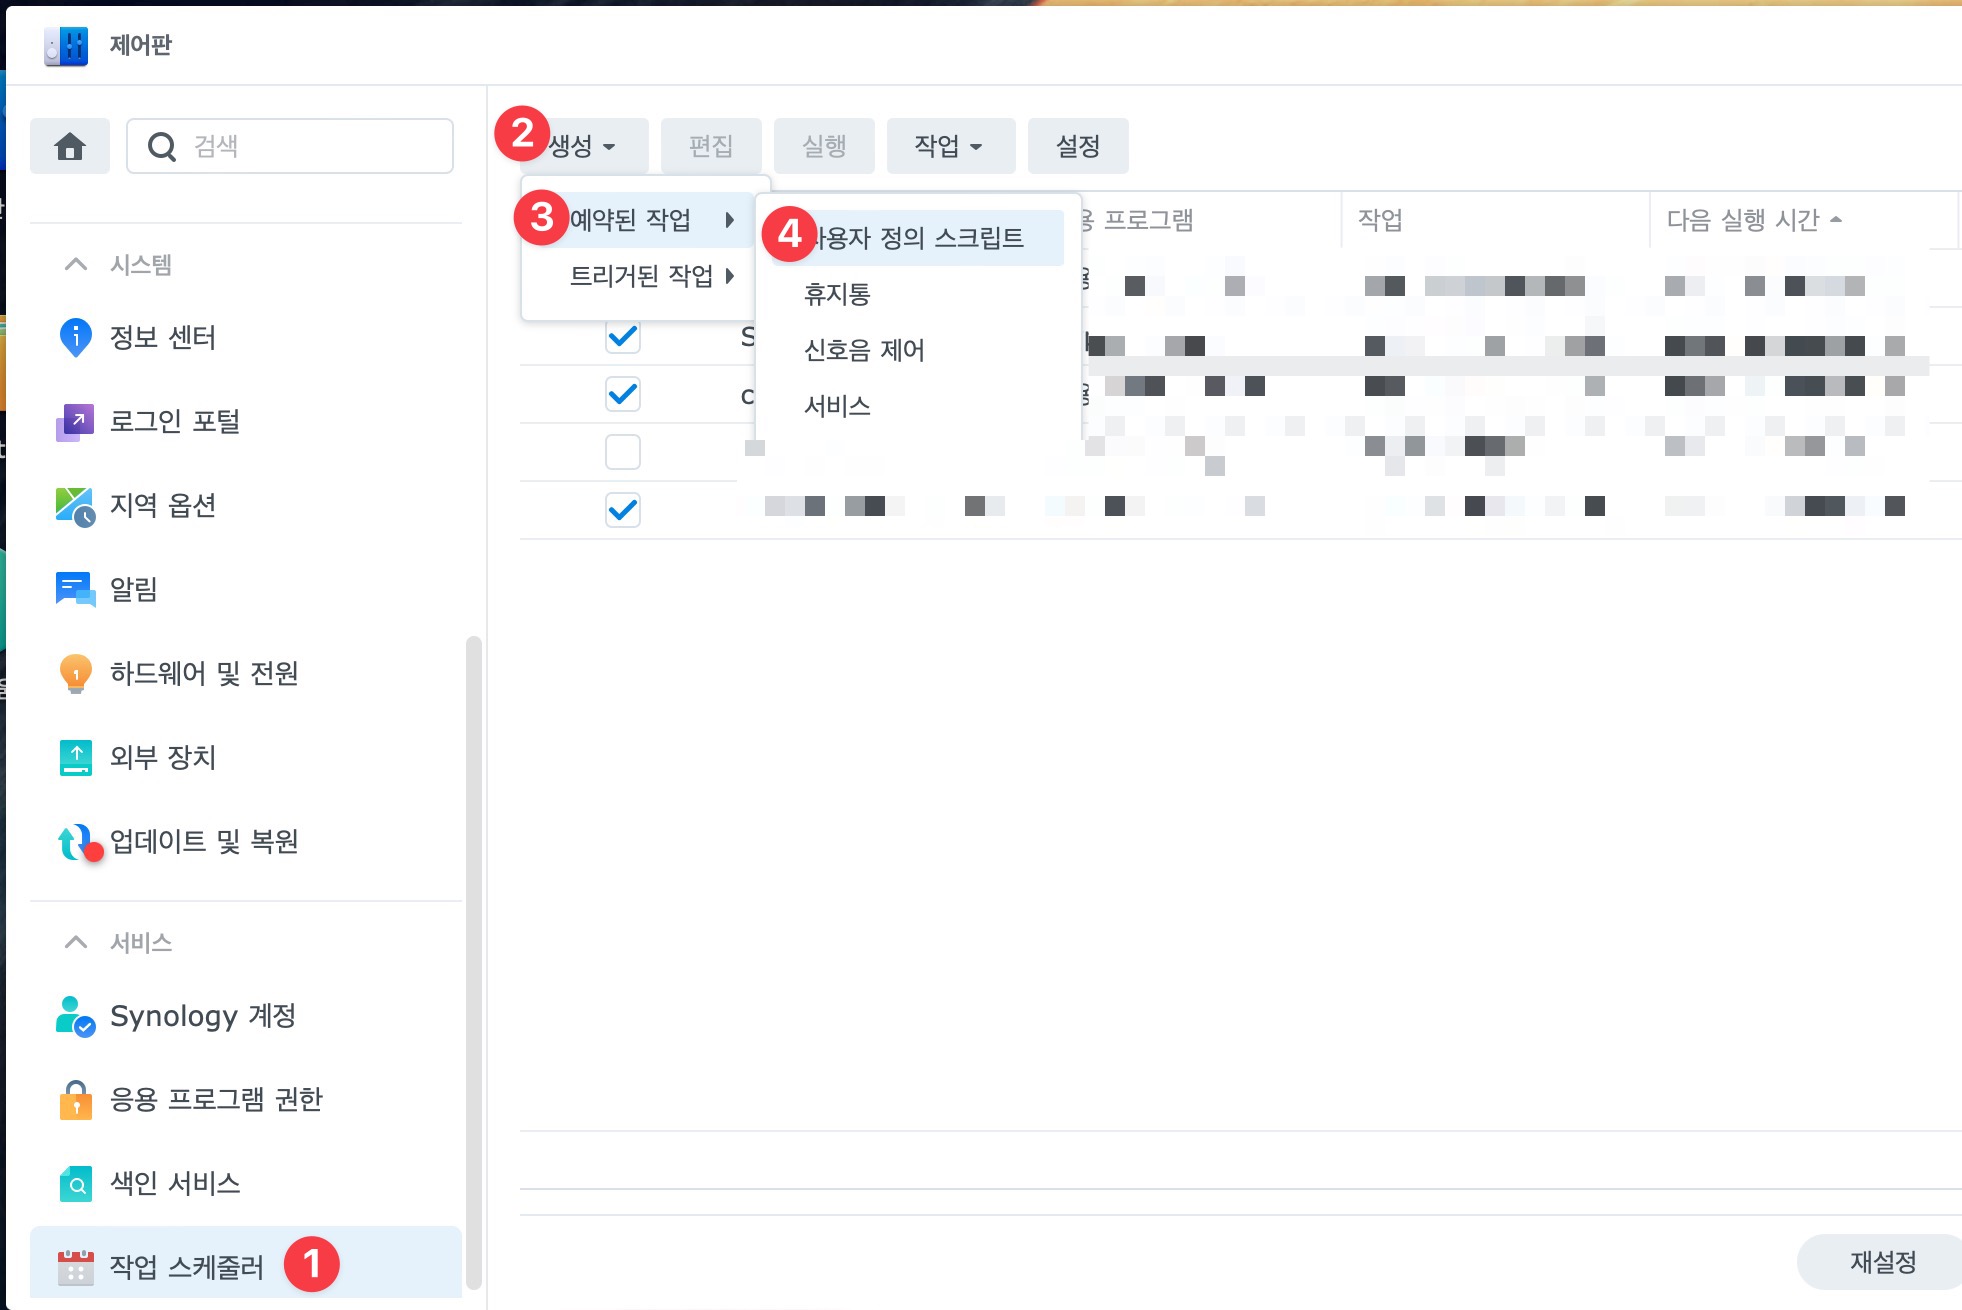 제어판
검색
시스템
정보 센터
로그인 포털
지역 옵션
알림
하드웨어 및 전원
외부 장치
업데이트 및 복원
서비스
Synology 계정
응용 프로그램 권한
색인 서비스
작업 스케줄러 1
2 생성 편집 실행 작업 설정
3 예약된 작업
트리거된 작업
4 사용자 정의 스크립트
휴지통
신호음 제어
서비스
프로그램 작업 다음 실행 시간
재설정